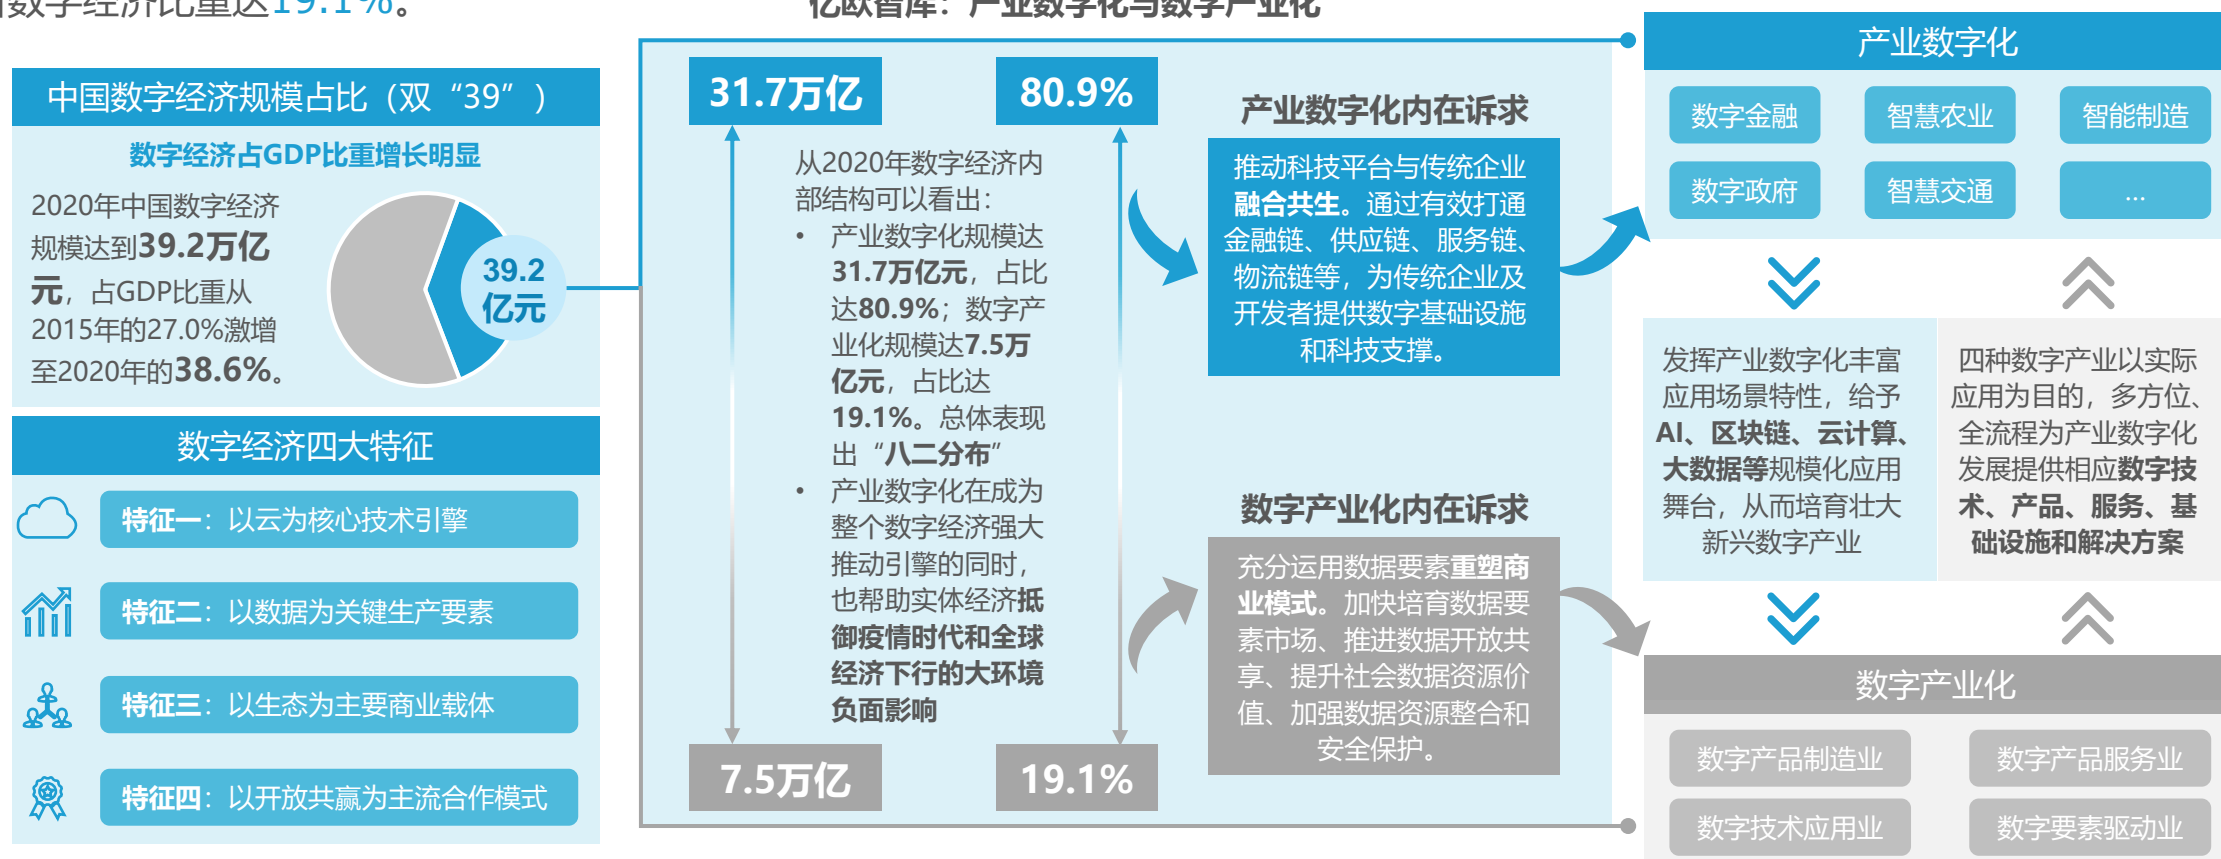 数字经济比重达19.1%。
亿欧智库：产业数字化与数字产业化
中国数字经济规模占比（双“39”）
数字经济占GDP比重增长明显
2020年中国数字经济
规模达到39.2万亿
元，占GDP比重从
2015年的27.0%激增
至2020年的38.6%。
39.2
亿元
数字经济四大特征
特征一：以云为核心技术引擎
特征二：以数据为关键生产要素
特征三：以生态为主要商业载体
特征四：以开放共赢为主流合作模式
31.7万亿
80.9%
从2020年数字经济内
部结构可以看出：
• 产业数字化规模达
31.7万亿元，占比
达80.9%；数字产
业化规模达7.5万
亿元，占比达
19.1%。总体表现
出“八二分布”
• 产业数字化在成为
整个数字经济强大
推动引擎的同时，
也帮助实体经济抵
御疫情时代和全球
经济下行的大环境
负面影响
7.5万亿
19.1%
产业数字化内在诉求
推动科技平台与传统企业
融合共生。通过有效打通
金融链、供应链、服务链、
物流链等，为传统企业及
开发者提供数字基础设施
和科技支撑。
数字产业化内在诉求
充分运用数据要素重塑商
业模式。加快培育数据要
素市场、推进数据开放共
享、提升社会数据资源价
值、加强数据资源整合和
安全保护。
产业数字化
数字金融
智慧农业
智能制造
数字政府
智慧交通
...
发挥产业数字化丰富
应用场景特性，给予
AI、区块链、云计算、
大数据等规模化应用
舞台，从而培育壮大
新兴数字产业
四种数字产业以实际
应用为目的，多方位、
全流程为产业数字化
发展提供相应数字技
术、产品、服务、基
础设施和解决方案
数字产业化
数字产品制造业
数字产品服务业
数字技术应用业
数字要素驱动业